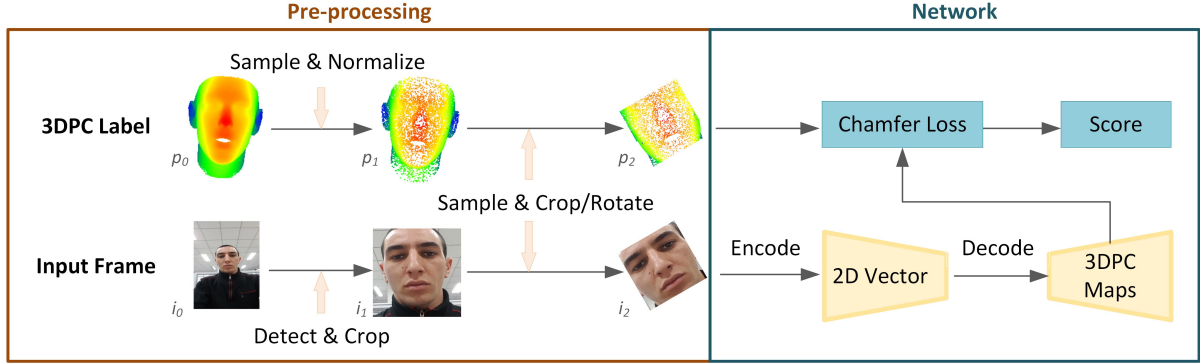 Pre-processing
Network
Sample & Normalize
3DPC Label
p0
p1
p2
Chamfer Loss
Score
Sample & Crop/Rotate
Input Frame
i0
i1
i2
Encode
2D Vector
Decode
3DPC
Maps
Detect & Crop